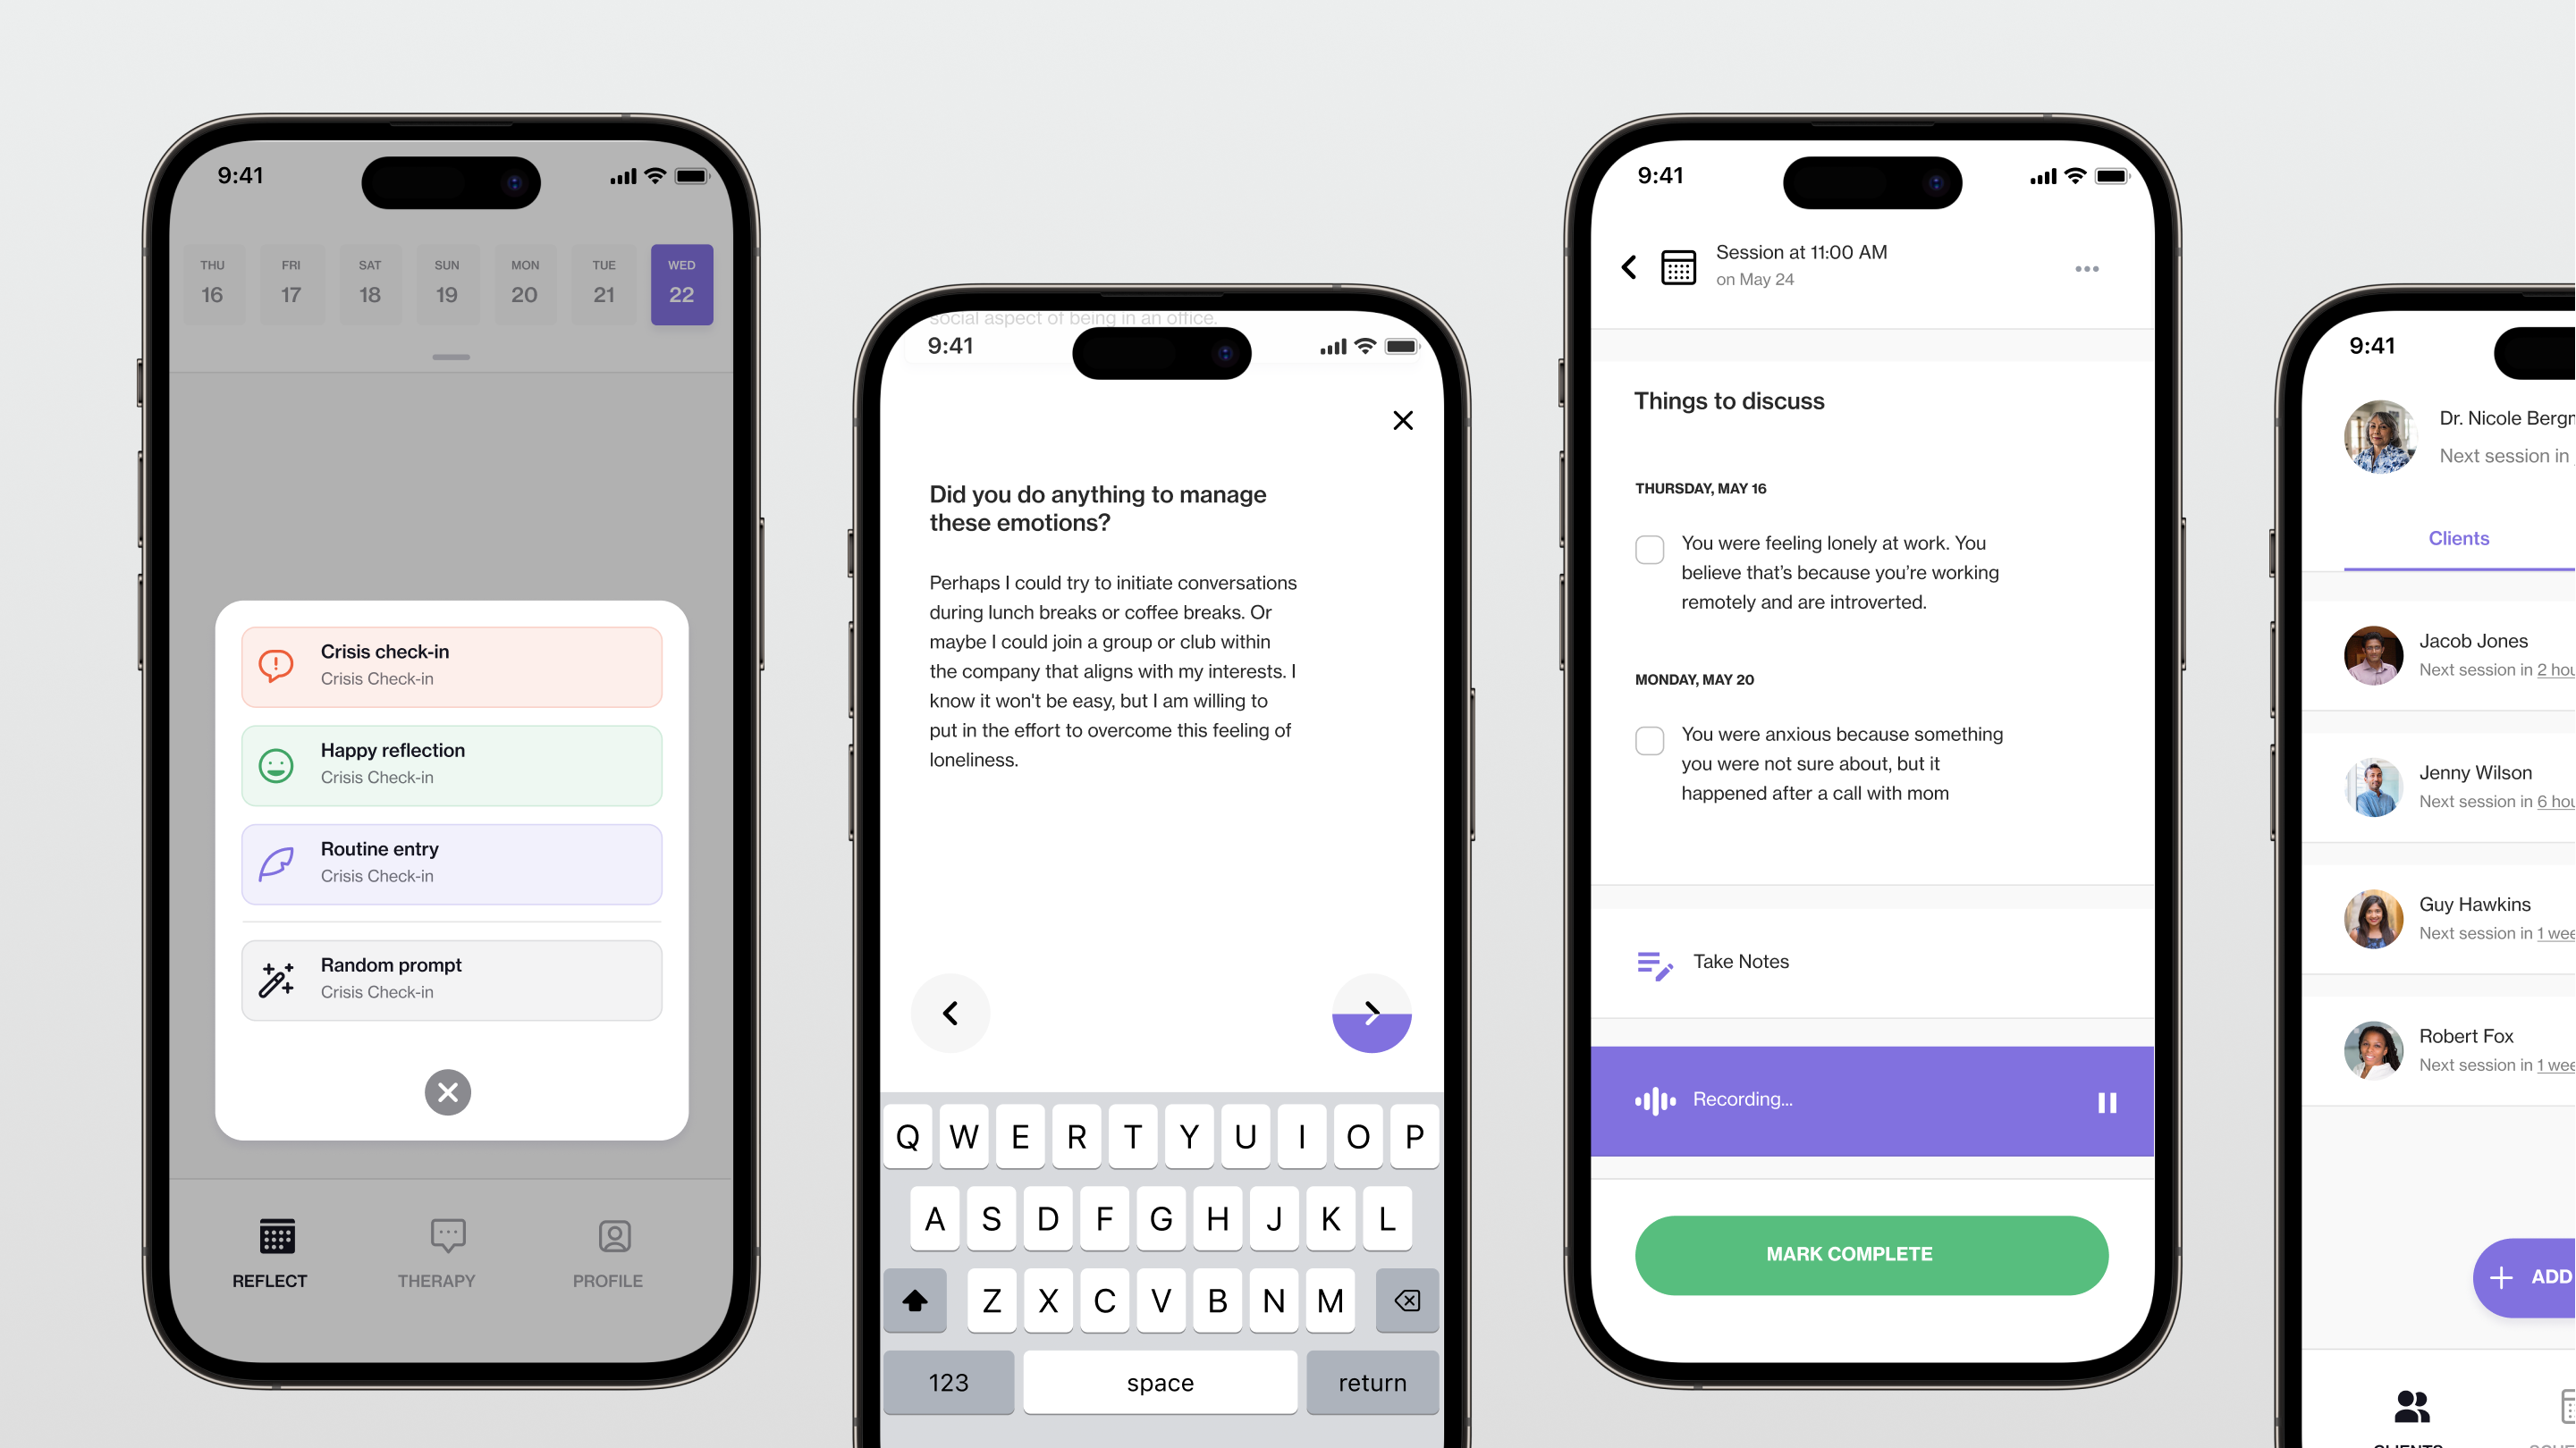 9:41
THU
16
FRI
17
SAT
18
SUN
19
MON
20
TUE
21
WED
22
Crisis check-in
Crisis Check-in
Happy reflection
Crisis Check-in
Routine entry
Crisis Check-in
Random prompt
Crisis Check-in
REFLECT
THERAPY
PROFILE
social aspect of being in an office.
9:41
Did you do anything to manage
these emotions?
Perhaps I could try to initiate conversations
during lunch breaks or coffee breaks. Or
maybe I could join a group or club within
the company that aligns with my interests. I
know it won't be easy, but I am willing to
put in the effort to overcome this feeling of
loneliness.
Q W E R T Y U I O P
A S D F G H J K L
Z X C V B N M
123
space
return
9:41
Session at 11:00 AM
on May 24
Things to discuss
THURSDAY, MAY 16
You were feeling lonely at work. You
believe that’s because you’re working
remotely and are introverted.
MONDAY, MAY 20
You were anxious because something
you were not sure about, but it
happened after a call with mom
Take Notes
Recording...
MARK COMPLETE
9:41
Dr. Nicole
Next session in
Clients
Jacob Jones
Next session in 2
Jenny Wilson
Next session in 6
Guy Hawkins
Next session in 1
Robert Fox
Next session in 1
ADD
CLIENTS